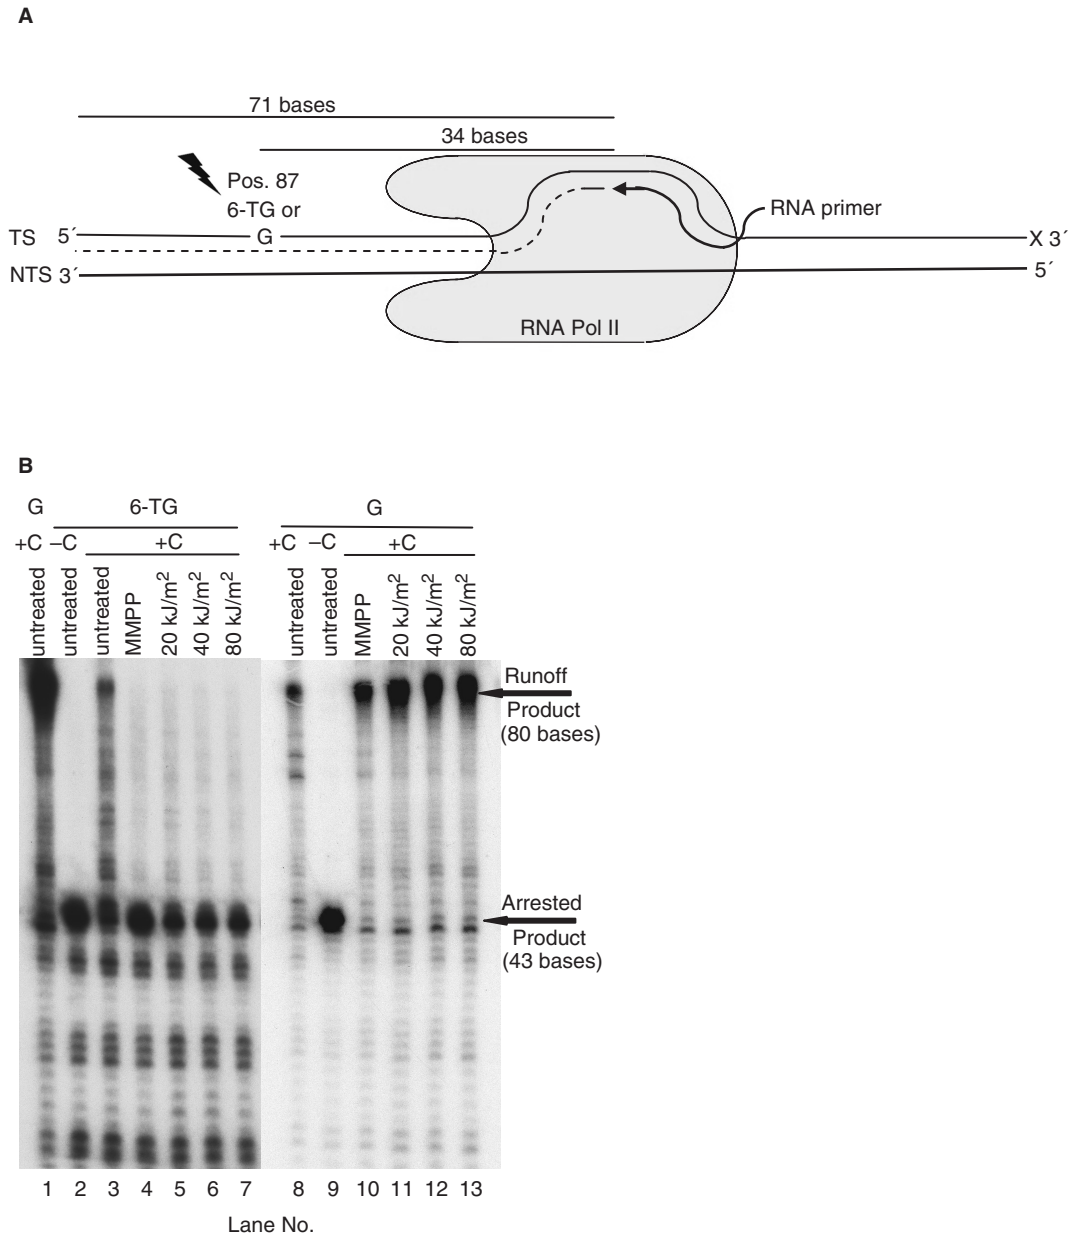 A
71 bases
34 bases
Pos. 87
6-TG or
G
RNA primer
TS 5´
X 3´
NTS 3´
5´
RNA Pol II
B
G 6-TG G
+C –C +C +C –C +C
untreated untreated untreated MMPP 20 kJ/m² 40 kJ/m² 80 kJ/m² untreated untreated MMPP 20 kJ/m² 40 kJ/m² 80 kJ/m²
Runoff
Product
(80 bases)
Arrested
Product
(43 bases)
1 2 3 4 5 6 7 8 9 10 11 12 13
Lane No.